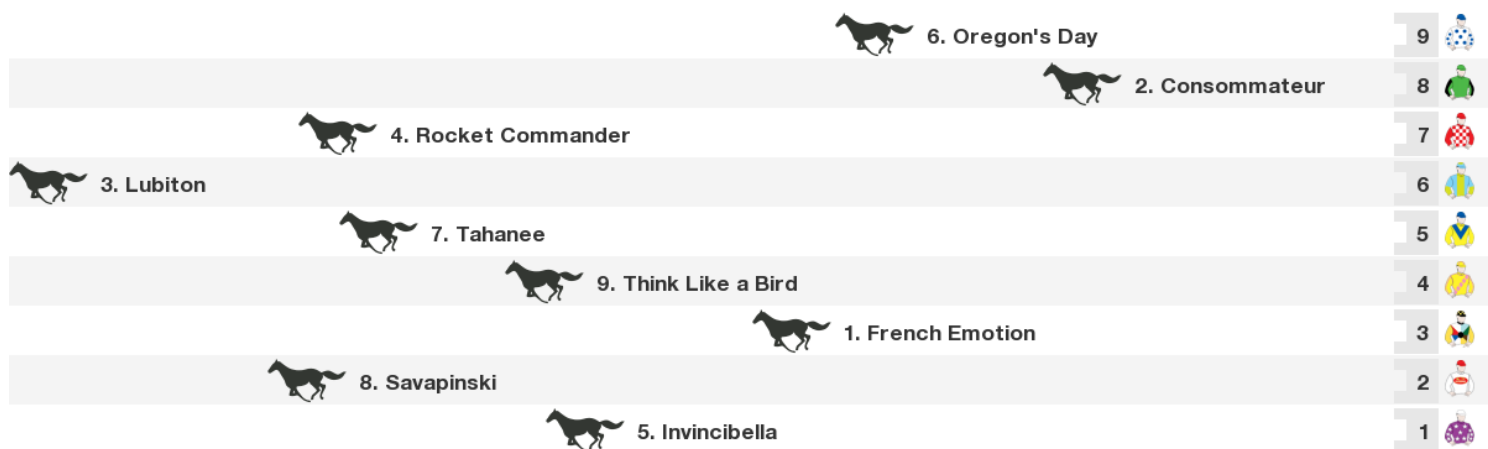 6. Oregon's Day 9
2. Consommateur 8
4. Rocket Commander 7
3. Lubiton 6
7. Tahanee 5
9. Think Like a Bird 4
1. French Emotion 3
8. Savapinski 2
5. Invincibella 1